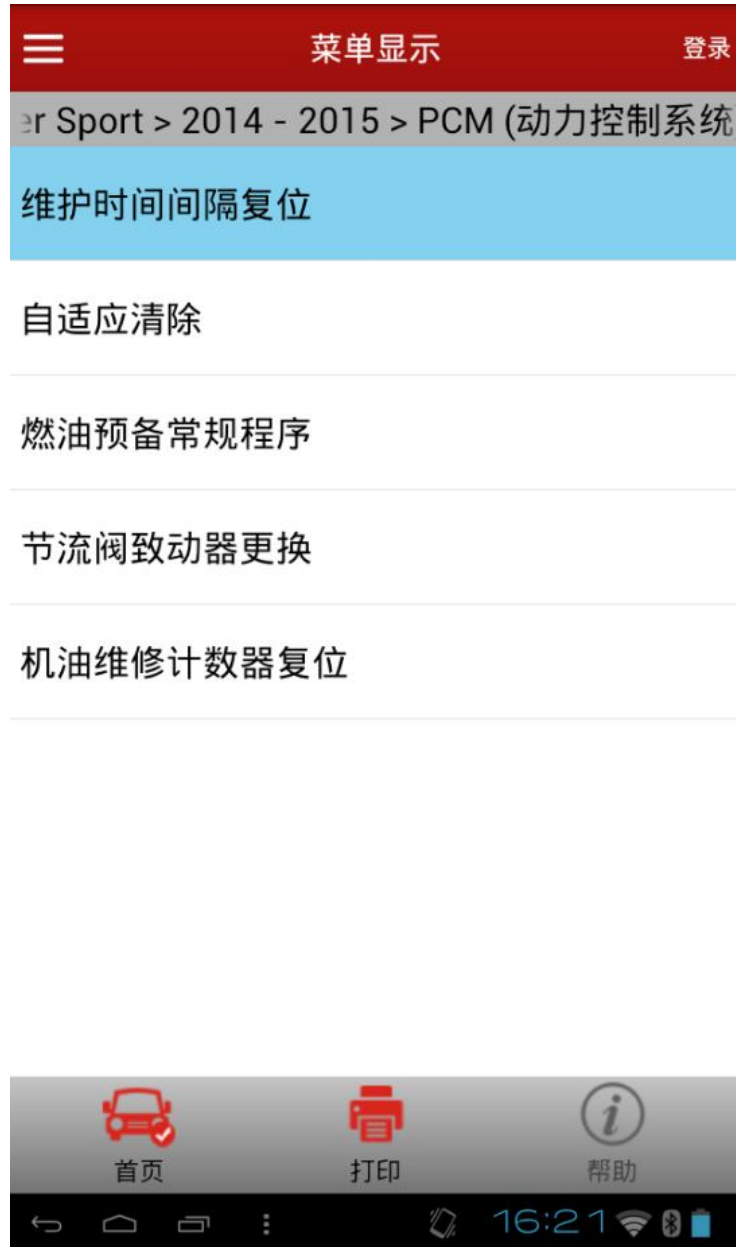 菜单显示
登录
er Sport > 2014 - 2015 > PCM (动力控制系统
维护时间间隔复位
自适应清除
燃油预备常规程序
节流阀致动器更换
机油维修计数器复位
首页
打印
帮助
16:21